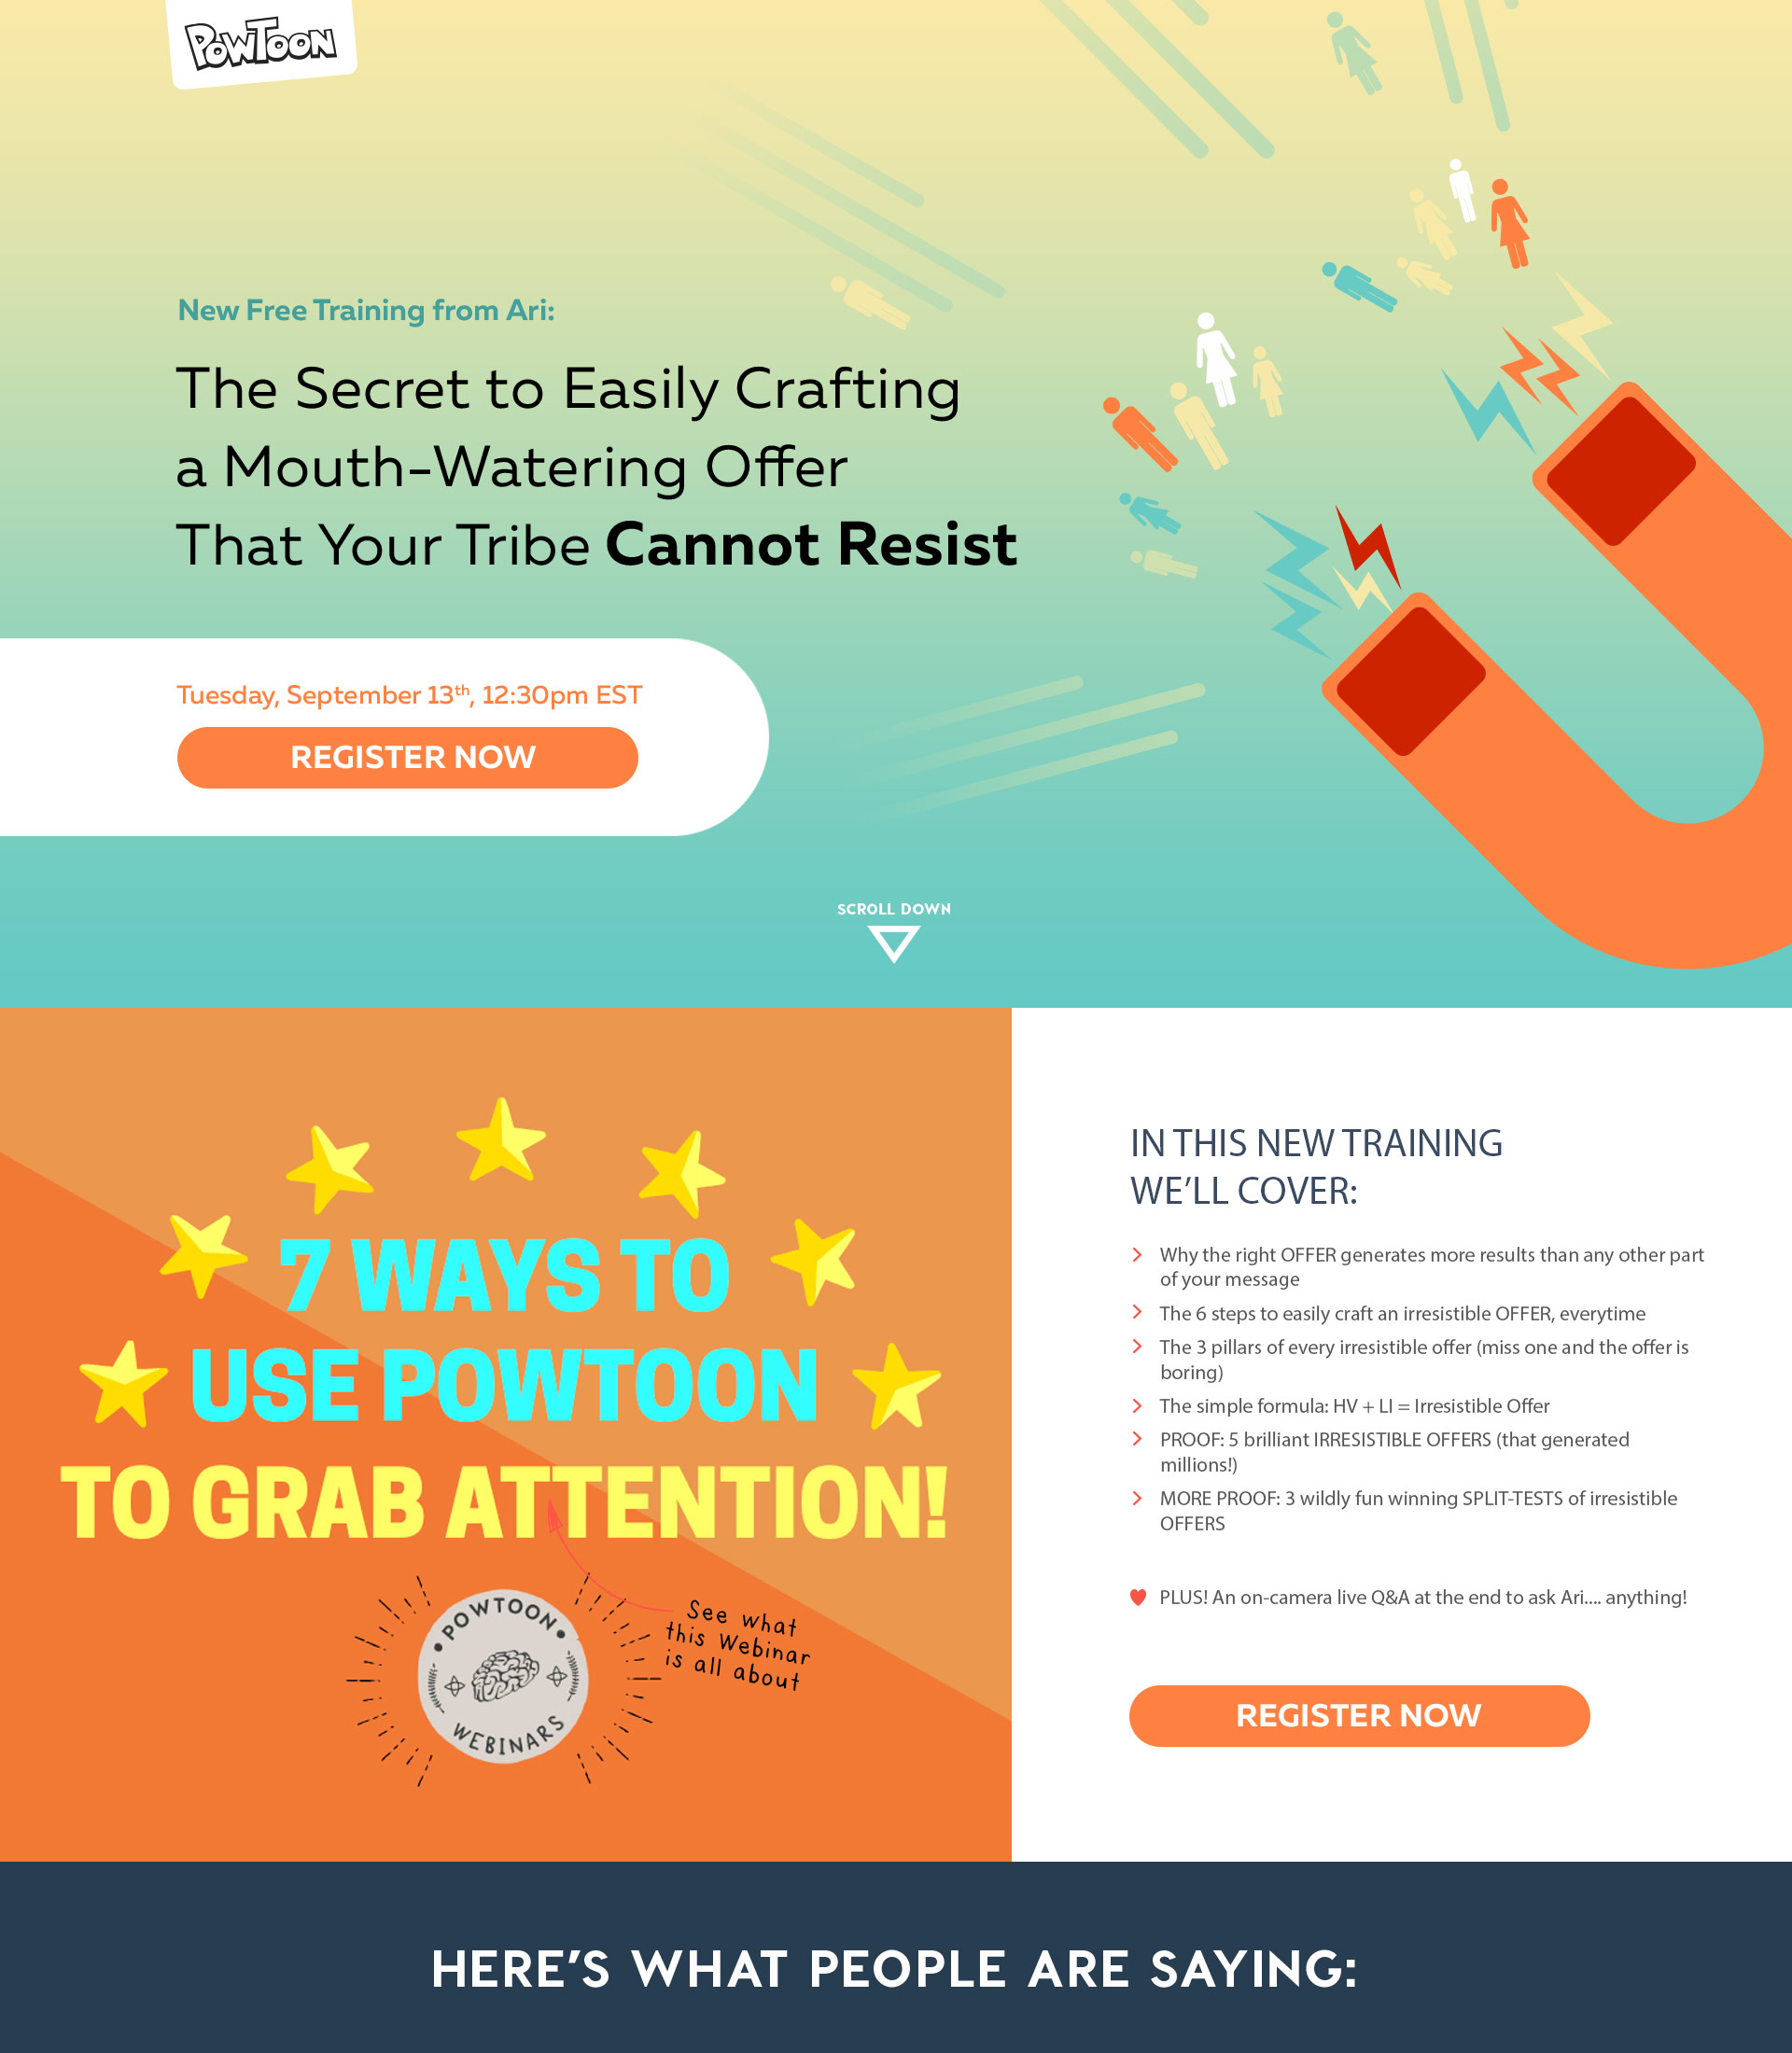 POWTOON
New Free Training from Ari:
The Secret to Easily Crafting
a Mouth-Watering Offer
That Your Tribe Cannot Resist
Tuesday, September 13th, 12:30pm EST
REGISTER NOW
SCROLL DOWN
7 WAYS TO
USE POWTOON
TO GRAB ATTENTION!
See what
this Webinar
is all about
POWTOON
WEBINARS
IN THIS NEW TRAINING
WE'LL COVER:
Why the right OFFER generates more results than any other part
of your message
The 6 steps to easily craft an irresistible OFFER, everytime
The 3 pillars of every irresistible offer (miss one and the offer is
boring)
The simple formula: HV + LI = Irresistible Offer
PROOF: 5 brilliant IRRESISTIBLE OFFERS (that generated
millions!)
MORE PROOF: 3 wildly fun winning SPLIT-TESTS of irresistible
OFFERS
PLUS! An on-camera live Q&A at the end to ask Ari.... anything!
REGISTER NOW
HERE'S WHAT PEOPLE ARE SAYING: